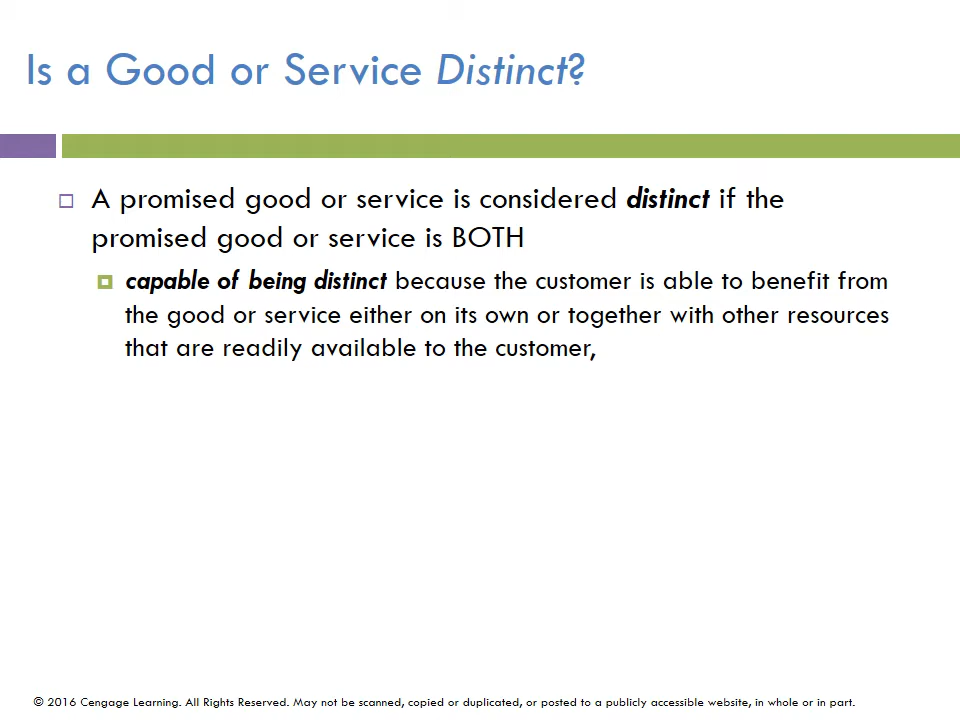 Is a Good or Service Distinct?
A promised good or service is considered distinct if the
promised good or service is BOTH
capable of being distinct because the customer is able to benefit from
the good or service either on its own or together with other resources
that are readily available to the customer,
© 2016 Cengage Learning. All Rights Reserved. May not be scanned, copied or duplicated, or posted to a publicly accessible website, in whole or in part.